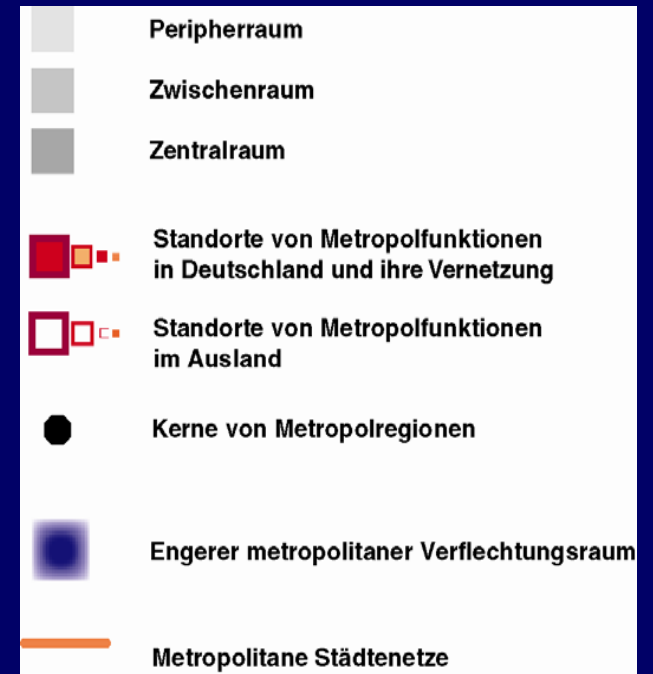 Peripherraum
Zwischenraum
Zentralraum
Standorte von Metropolfunktionen
in Deutschland und ihre Vernetzung
Standorte von Metropolfunktionen
im Ausland
Kerne von Metropolregionen
Engerer metropolitaner Verflechtungsraum
Metropolitane Städtenetze